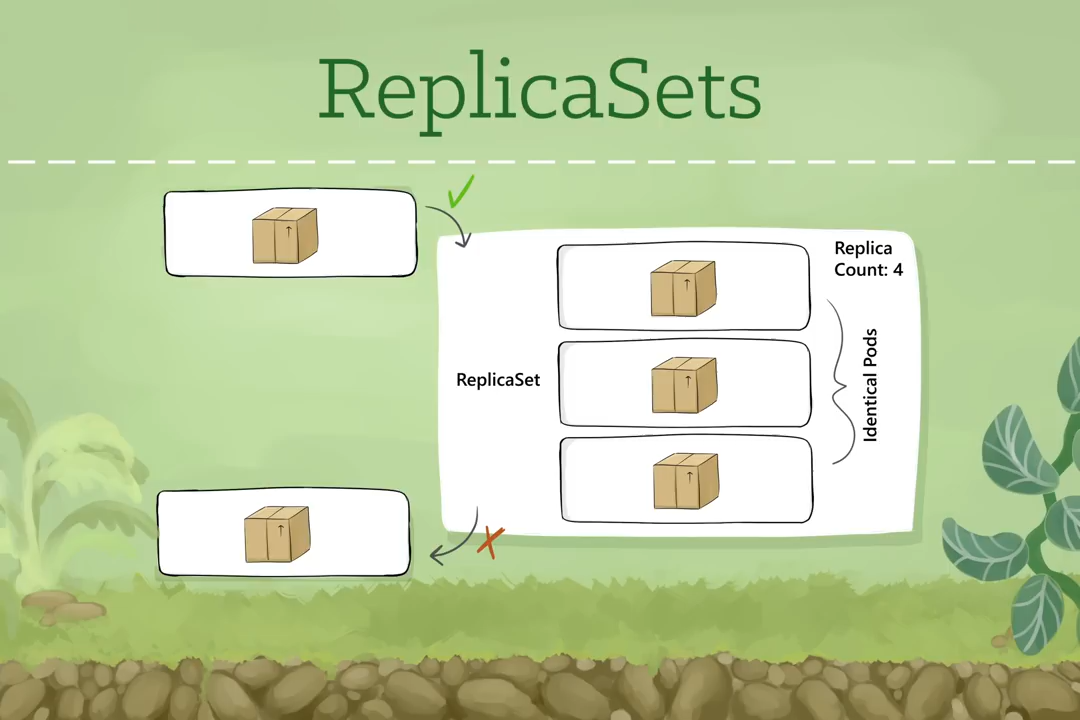 ReplicaSets
Replica
Count: 4
ReplicaSet
Identical Pods